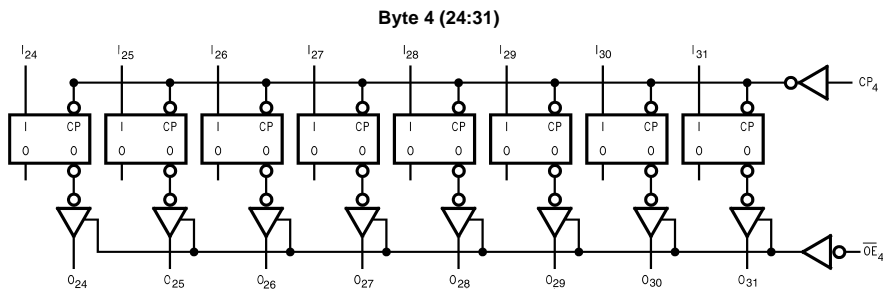 Byte 4 (24:31)
I24 I25 I26 I27 I28 I29 I30 I31
CP4
I CP I CP I CP I CP I CP I CP I CP I CP
O O O O O O O O O O O O O O O O
OE4
O24 O25 O26 O27 O28 O29 O30 O31